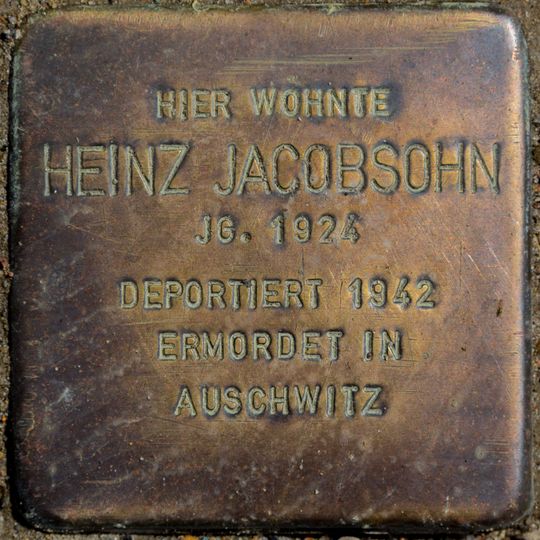 HIER WOHNTE
HEINZ JACOBSOHN
JG. 1924
DEPORTIERT 1942
ERMORDET IN
AUSCHWITZ